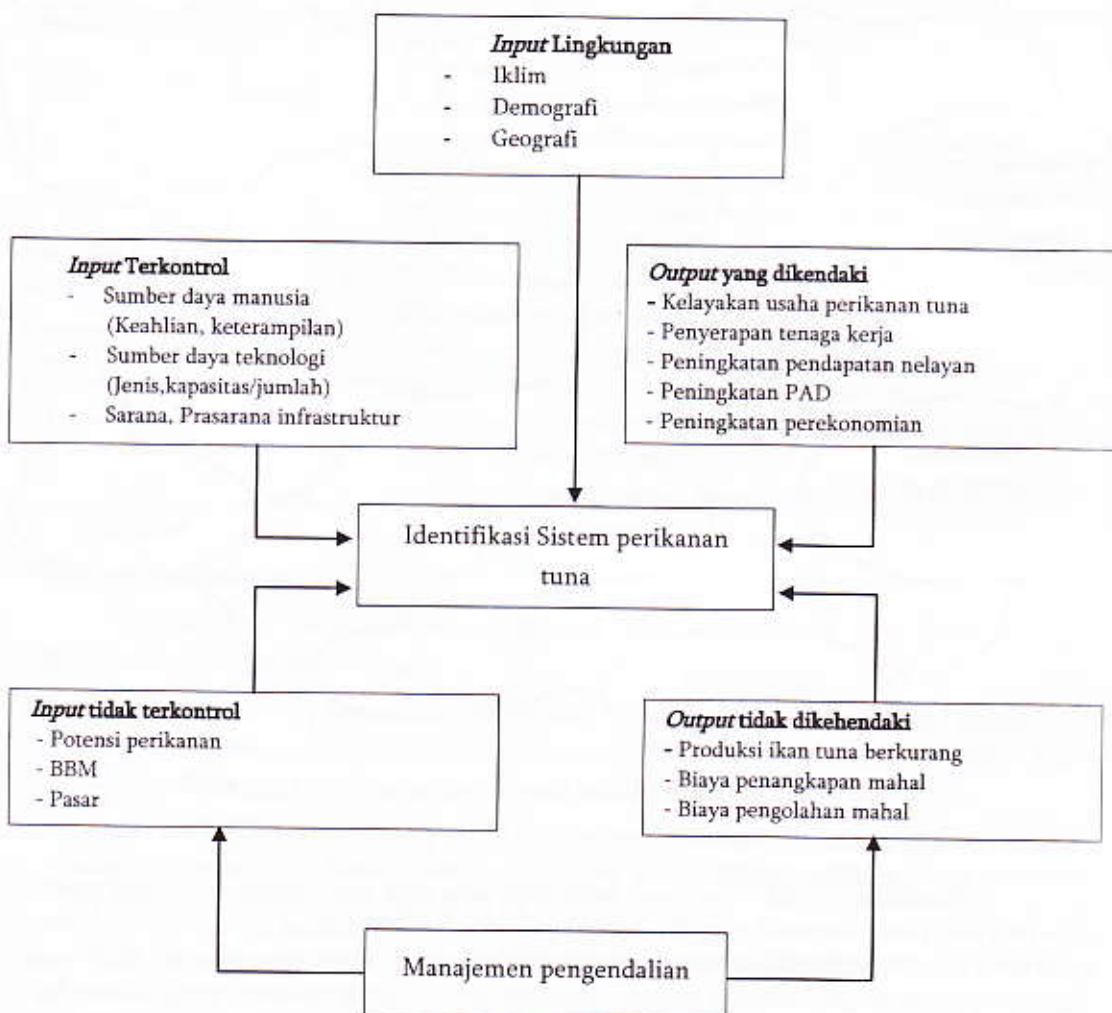 Input Lingkungan
- Iklim
- Demografi
- Geografi
Input Terkontrol
- Sumber daya manusia
(Keahlian, keterampilan)
- Sumber daya teknologi
(Jenis,kapasitas/jumlah)
- Sarana, Prasarana infrastruktur
Output yang dikendaki
- Kelayakan usaha perikanan tuna
- Penyerapan tenaga kerja
- Peningkatan pendapatan nelayan
- Peningkatan PAD
- Peningkatan perekonomian
Identifikasi Sistem perikanan
tuna
Input tidak terkontrol
- Potensi perikanan
- BBM
- Pasar
Output tidak dikehendaki
- Produksi ikan tuna berkurang
- Biaya penangkapan mahal
- Biaya pengolahan mahal
Manajemen pengendalian